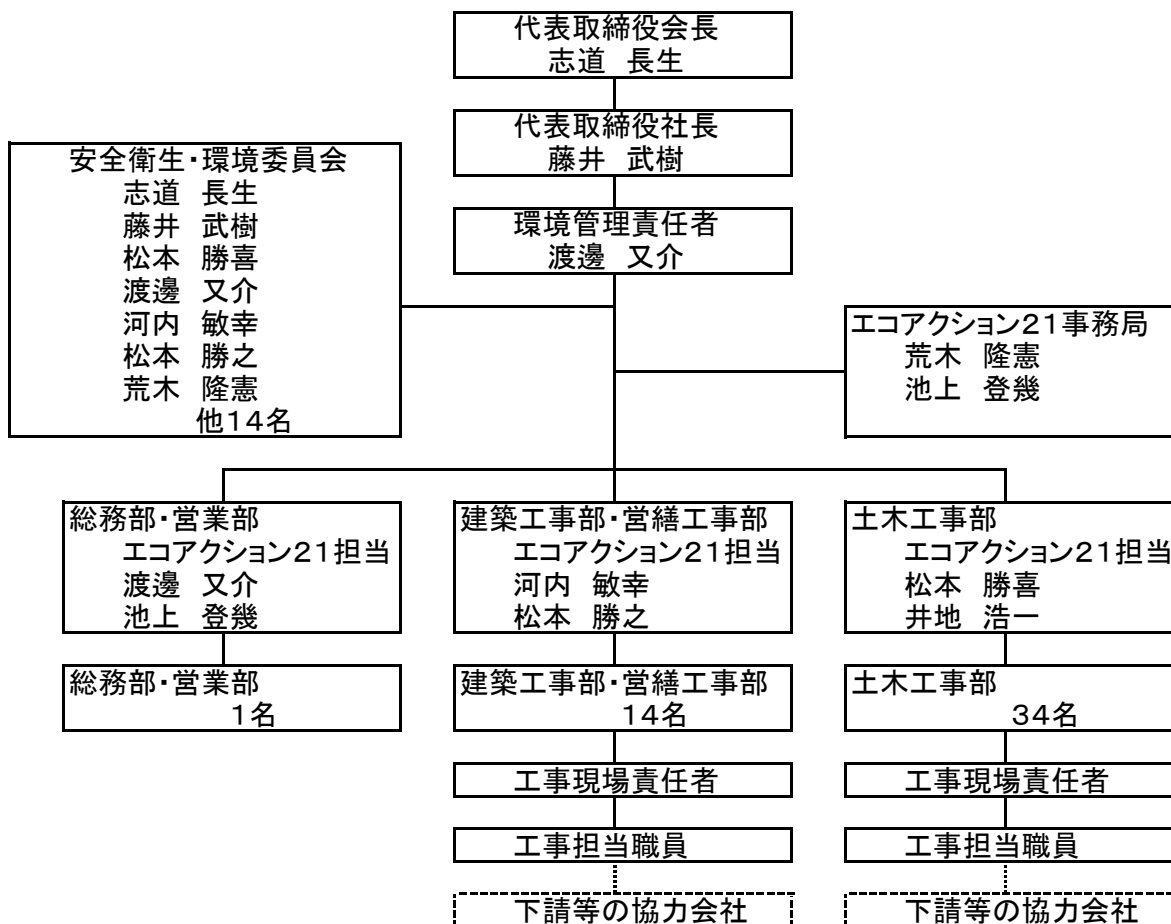 代表取締役会長
志道 長生
代表取締役社長
藤井 武樹
環境管理責任者
渡邊 又介
安全衛生・環境委員会
志道 長生
藤井 武樹
松本 勝喜
渡邊 又介
河内 敏幸
松本 勝之
荒木 隆憲
他14名
エコアクション21事務局
荒木 隆憲
池上 登幾
総務部・営業部
エコアクション21担当
渡邊 又介
池上 登幾
建築工事部・営繕工事部
エコアクション21担当
河内 敏幸
松本 勝之
土木工事部
エコアクション21担当
松本 勝喜
井地 浩一
総務部・営業部
1名
建築工事部・営繕工事部
14名
土木工事部
34名
工事現場責任者
工事現場責任者
工事担当職員
工事担当職員
下請等の協力会社
下請等の協力会社